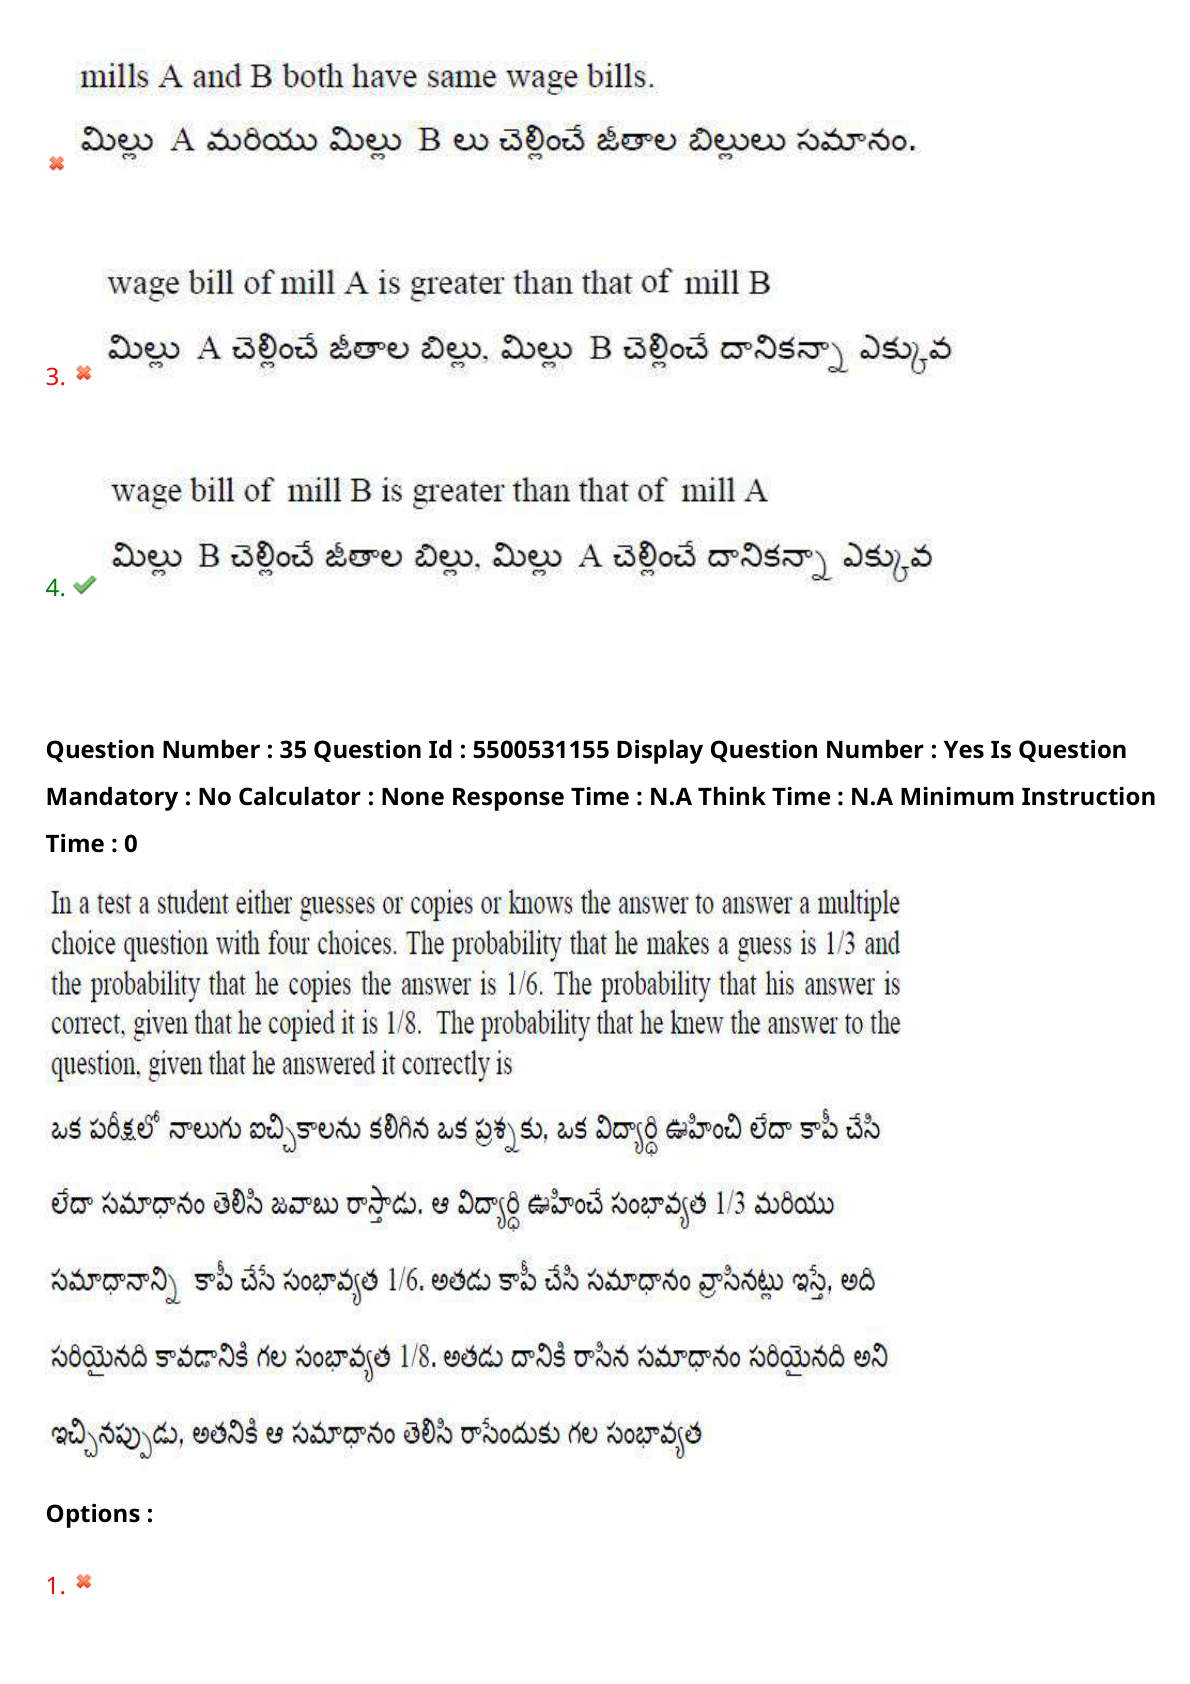 mills A and B both have same wage bills.
మిల్లు A మరియు మిల్లు B లు చెల్లించే జీతాల బిల్లులు సమానం.
wage bill of mill A is greater than that of mill B
మిల్లు A చెల్లించే జీతాల బిల్లు, మిల్లు B చెల్లించే దానికన్నా ఎక్కువ
3.
wage bill of mill B is greater than that of mill A
మిల్లు B చెల్లించే జీతాల బిల్లు, మిల్లు A చెల్లించే దానికన్నా ఎక్కువ
4.
Question Number : 35 Question Id : 5500531155 Display Question Number : Yes Is Question
Mandatory : No Calculator : None Response Time : N.A Think Time : N.A Minimum Instruction
Time : 0
In a test a student either guesses or copies or knows the answer to answer a multiple
choice question with four choices. The probability that he makes a guess is 1/3 and
the probability that he copies the answer is 1/6. The probability that his answer is
correct, given that he copied it is 1/8. The probability that he knew the answer to the
question, given that he answered it correctly is
ఒక పరీక్షలో నాలుగు ఐచ్చికాలను కలిగిన ఒక ప్రశ్నకు, ఒక విద్యార్థి ఊహించి లేదా కాపీ చేసి
లేదా సమాధానం తెలిసి జవాబు రాస్తాడు. ఆ విద్యార్థి ఊహించే సంభావ్యత 1/3 మరియు
సమాధానాన్ని కాపీ చేసే సంభావ్యత 1/6. అతడు కాపీ చేసి సమాధానం వ్రాసినట్లు ఇస్తే, అది
సరియైనది కావడానికి గల సంభావ్యత 1/8. అతడు దానికి రాసిన సమాధానం సరియైనది అని
ఇచ్చినప్పుడు, అతనికి ఆ సమాధానం తెలిసి రాసేందుకు గల సంభావ్యత
Options :
1.